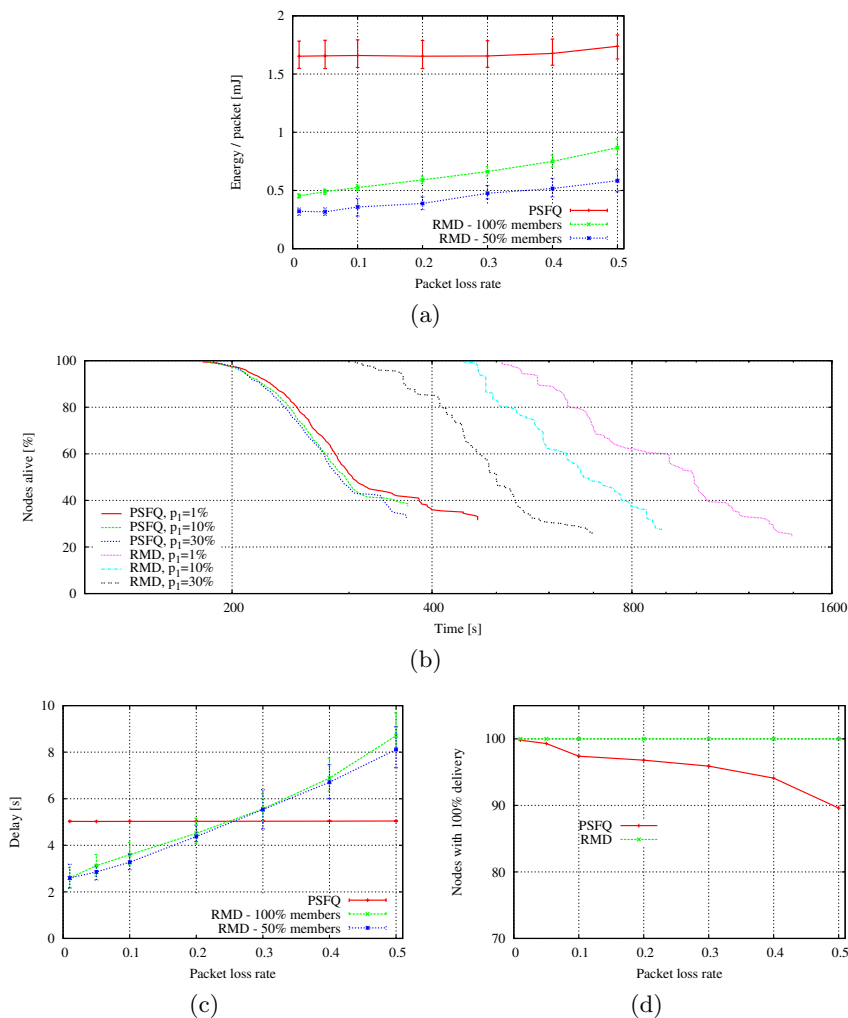 2
1.5
1
0.5
0
Energy / packet [mJ]
PSFQ
RMD - 100% members
RMD - 50% members
0 0.1 0.2 0.3 0.4 0.5
Packet loss rate
(a)
100
80
60
40
20
0
Nodes alive [%]
PSFQ, p1=1%
PSFQ, p1=10%
PSFQ, p1=30%
RMD, p1=1%
RMD, p1=10%
RMD, p1=30%
200 400 800 1600
Time [s]
(b)
10
8
6
4
2
0
Delay [s]
PSFQ
RMD - 100% members
RMD - 50% members
0 0.1 0.2 0.3 0.4 0.5
Packet loss rate
(c)
100
90
80
70
Nodes with 100% delivery
PSFQ
RMD
0 0.1 0.2 0.3 0.4 0.5
Packet loss rate
(d)